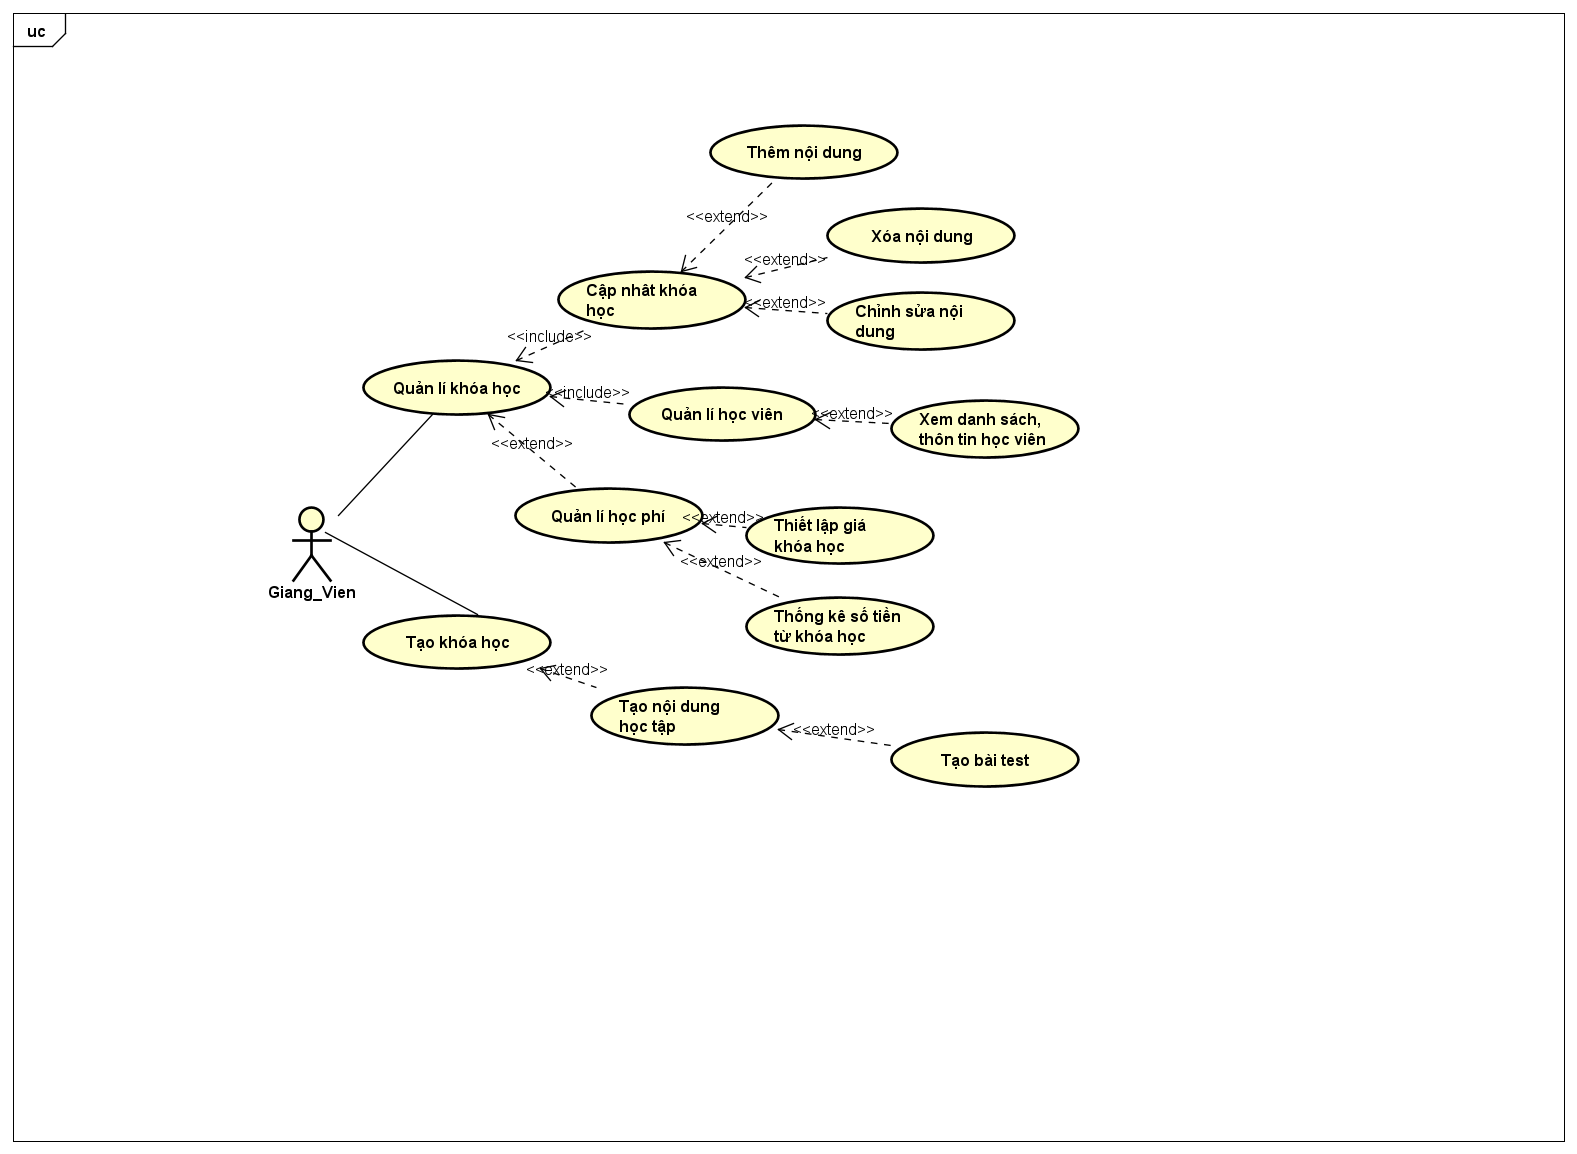 uc
Thêm nội dung
<<extend>>
Xóa nội dung
<<extend>>
Cập nhât khóa
học
<<extend>>
Chỉnh sửa nội
dung
<<include>>
Quản lí khóa học
<<include>>
Quản lí học viên
<<extend>>
Xem danh sách,
thôn tin học viên
<<extend>>
Quản lí học phí
<<extend>>
Thiết lập giá
khóa học
<<extend>>
Giang_Vien
Thống kê số tiền
từ khóa học
Tạo khóa học
<<extend>>
Tạo nội dung
học tập
<<extend>>
Tạo bài test